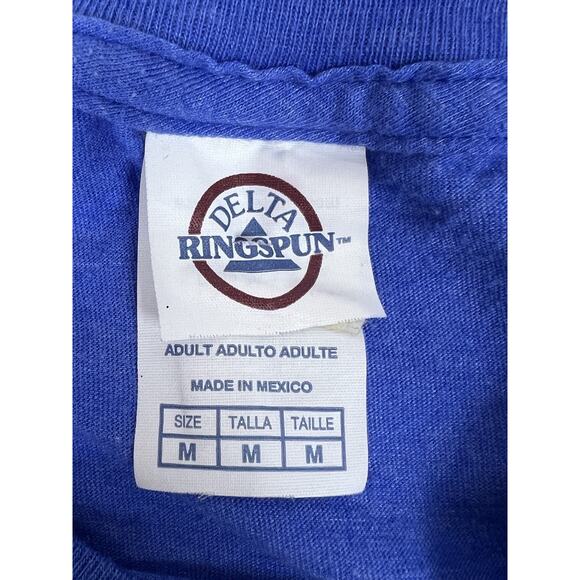 DELTA
RINGSPUN™
ADULT ADULTO ADULTE
MADE IN MEXICO
SIZE TALLA TAILLE
M M M